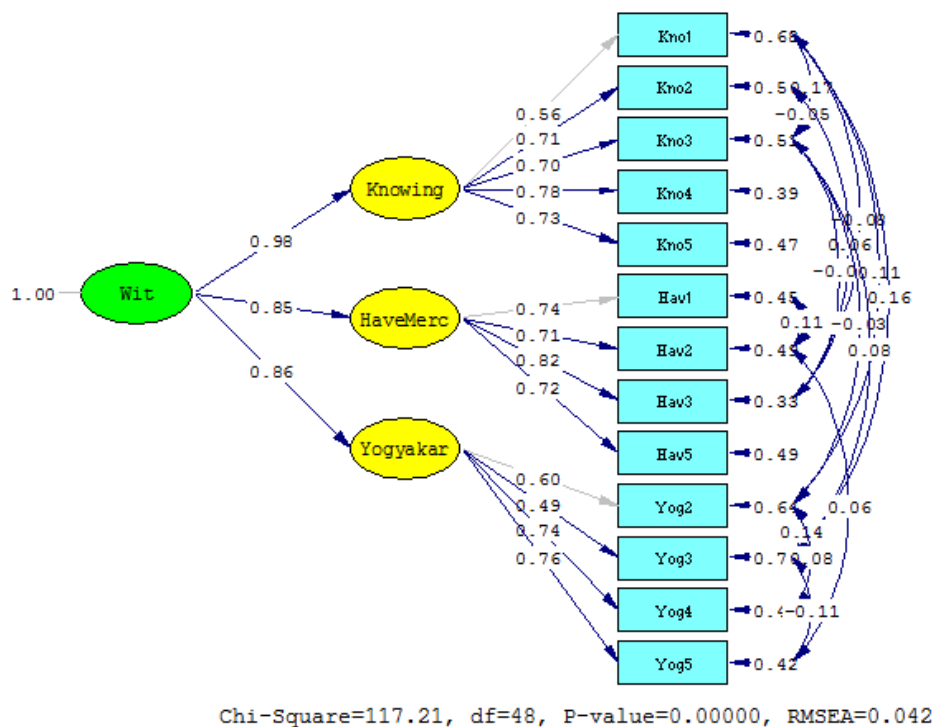 Kno1
0.68
Kno2
0.50
0.17
-0.05
0.56
0.71
Kno3
0.51
0.70
Knowing
0.78
Kno4
0.39
0.73
0.98
Kno5
0.47
0.06
0.11
1.00
Wit
0.85
HaveMerc
0.74
Hav1
0.45
0.16
0.71
0.11
-0.03
0.82
Hav2
0.49
0.08
0.72
0.86
Hav3
0.33
Yogyakar
Hav5
0.49
0.60
0.49
Yog2
0.64
0.06
0.74
0.14
0.76
Yog3
Yog4
-0.11
Yog5
0.42
Chi-Square=117.21, df=48, P-value=0.00000, RMSEA=0.042